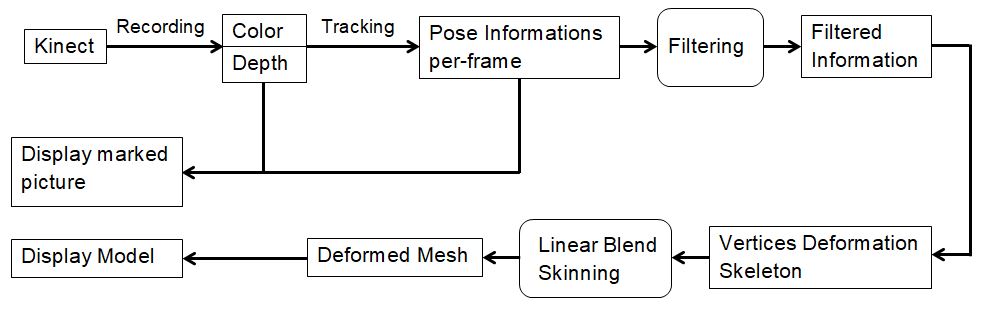 Recording
Tracking
Kinect
Color
Depth
Pose Informations
per-frame
Filtering
Filtered
Information
Display marked
picture
Vertices Deformation
Skeleton
Linear Blend
Skinning
Deformed Mesh
Display Model